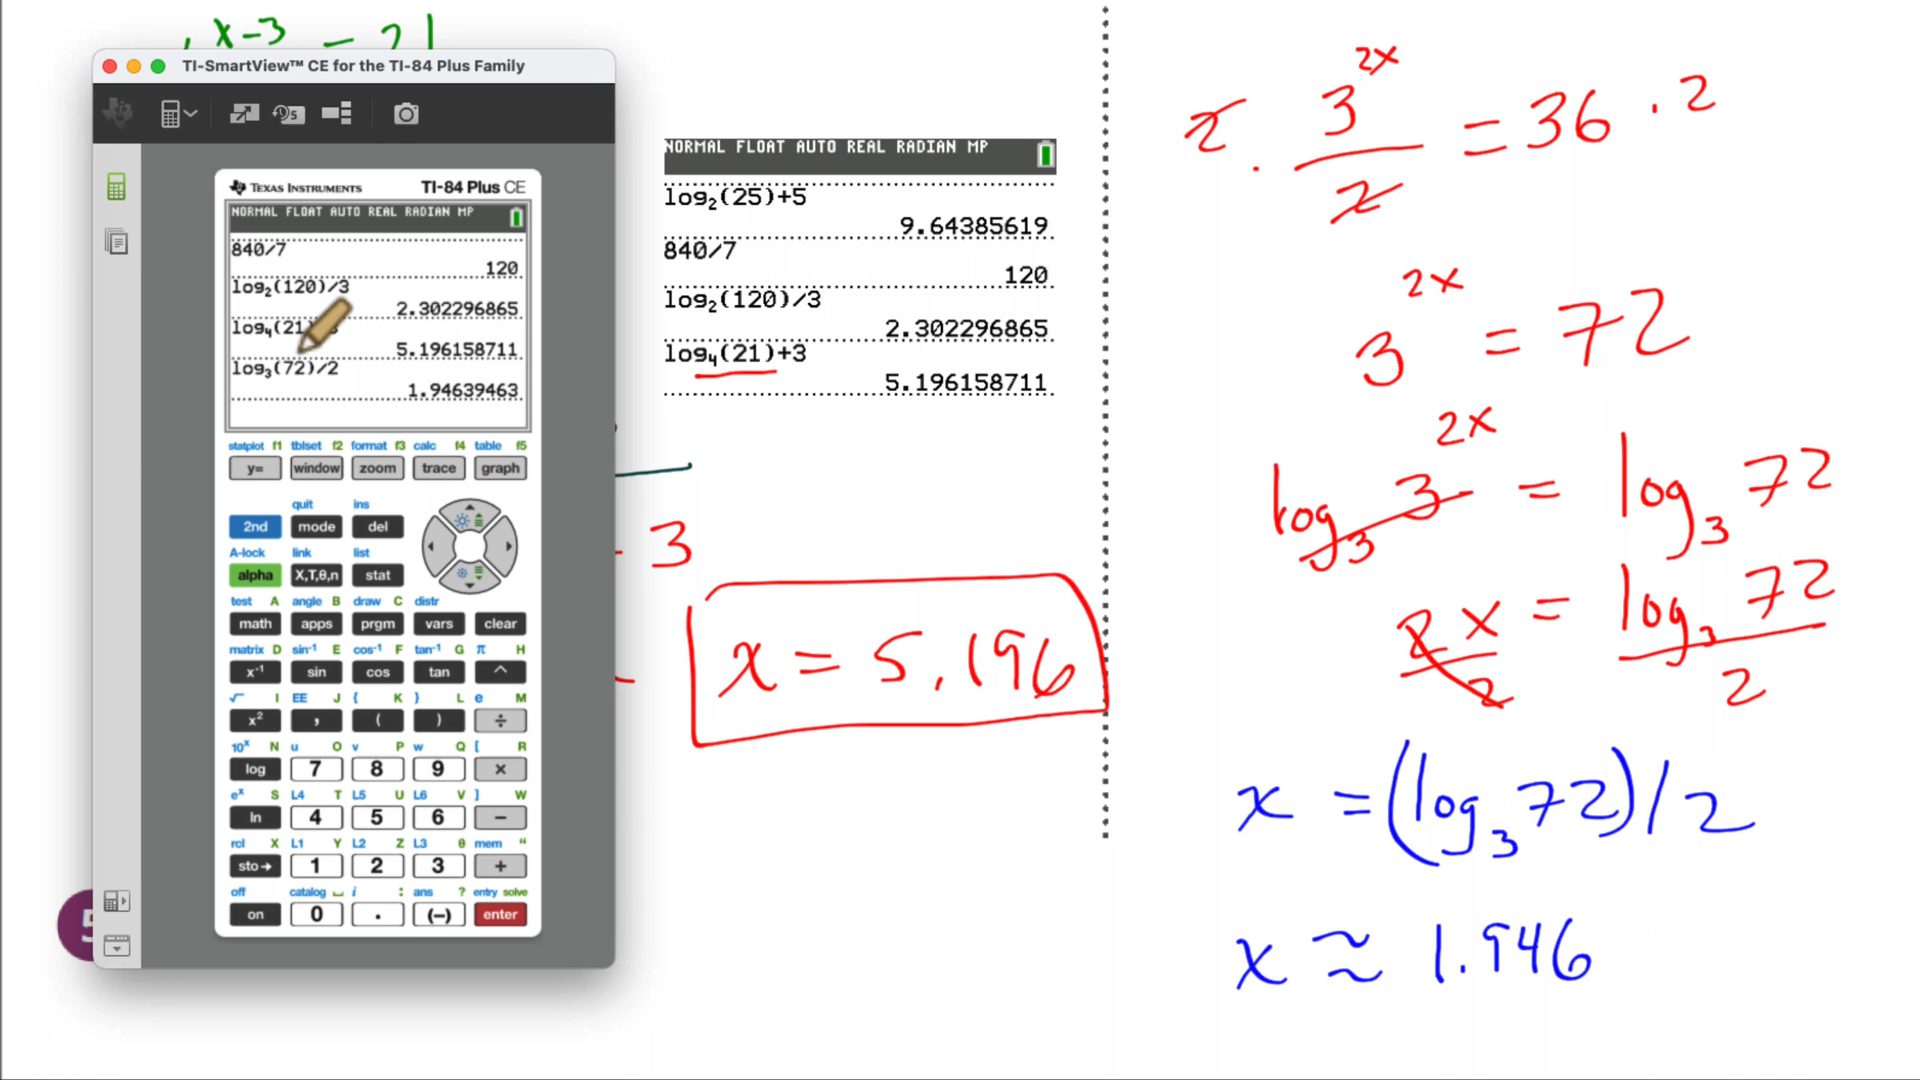 x-3 = 21
TI-SmartView™ CE for the TI-84 Plus Family
TEXAS INSTRUMENTS TI-84 Plus CE
NORMAL FLOAT AUTO REAL RADIAN MP
840/7
120
log₂(120)/3
2.302296865
log₄(21) 3
5.196158711
log₃(72)/2
1.94639463
statplot f1 tblset f2 format f3 calc f4 table f5
y= window zoom trace graph
quit ins
2nd mode del
A-lock link list
alpha X,T,θ,n stat
test A angle B draw C distr
math apps prgm vars clear
matrix D sin⁻¹ E cos⁻¹ F tan⁻¹ G π H
x⁻¹ sin cos tan ^
√ I EE J { K } L e M
x² , ( ) ÷
10ˣ N u O v P w Q [ R
log 7 8 9 ×
eˣ S L4 T L5 U L6 V ] W
ln 4 5 6 −
rcl X L1 Y L2 Z L3 θ mem "
sto→ 1 2 3 +
off catalog ␣ i : ans ? entry solve
on 0 . (−) enter
NORMAL FLOAT AUTO REAL RADIAN MP
log₂(25)+5
9.64385619
840/7
120
log₂(120)/3
2.302296865
log₄(21)+3
5.196158711
3
x = 5.196
2 · 3^2x / 2 = 36 · 2
3^2x = 72
log₃ 3^2x = log₃ 72
2x / 2 = log₃ 72 / 2
x = (log₃ 72)/2
x ≈ 1.946